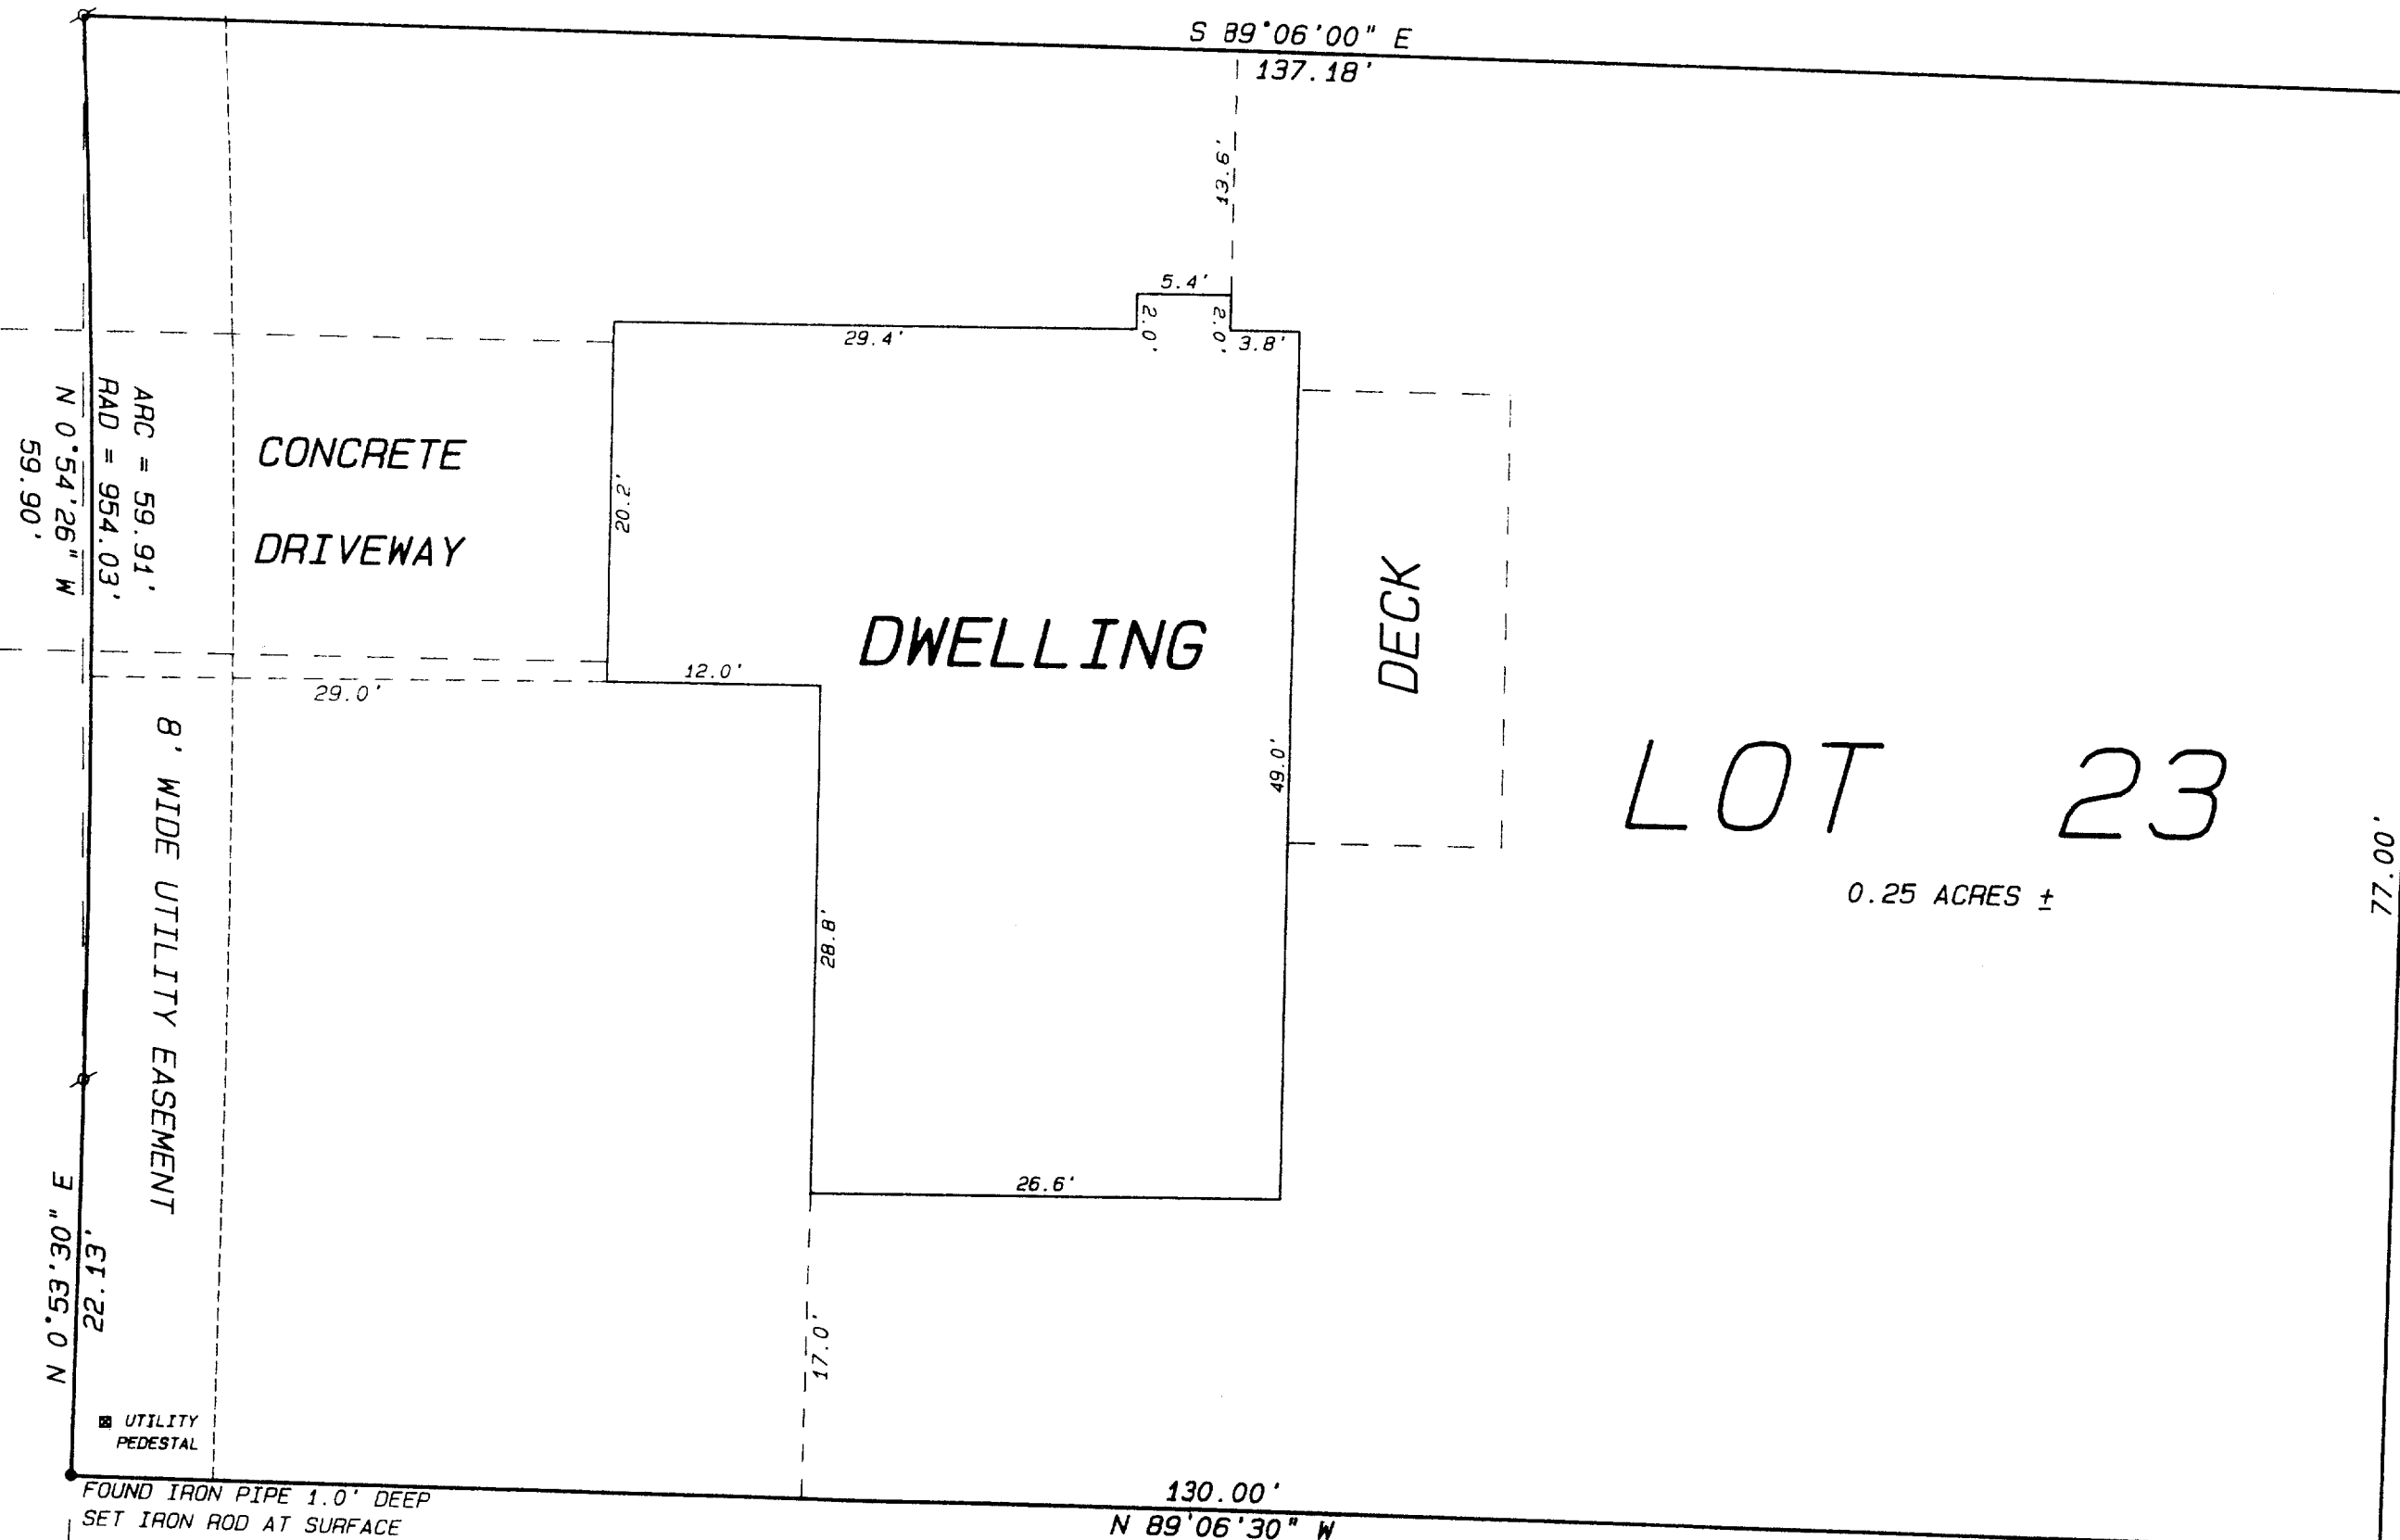 S 89°06'00" E
137.18'
13.9'
5.4'
2.0'
2.0'
3.8'
29.4'
ARC = 59.91'
RAD = 954.03'
N 0°54'26" W
59.90'
CONCRETE
DRIVEWAY
20.2'
DWELLING
DECK
12.0'
29.0'
49.0'
LOT 23
0.25 ACRES ±
77.00'
8' WIDE UTILITY EASEMENT
28.8'
26.6'
N 0°53'30" E
22.13'
17.0'
UTILITY
PEDESTAL
FOUND IRON PIPE 1.0' DEEP
SET IRON ROD AT SURFACE
130.00'
N 89°06'30" W